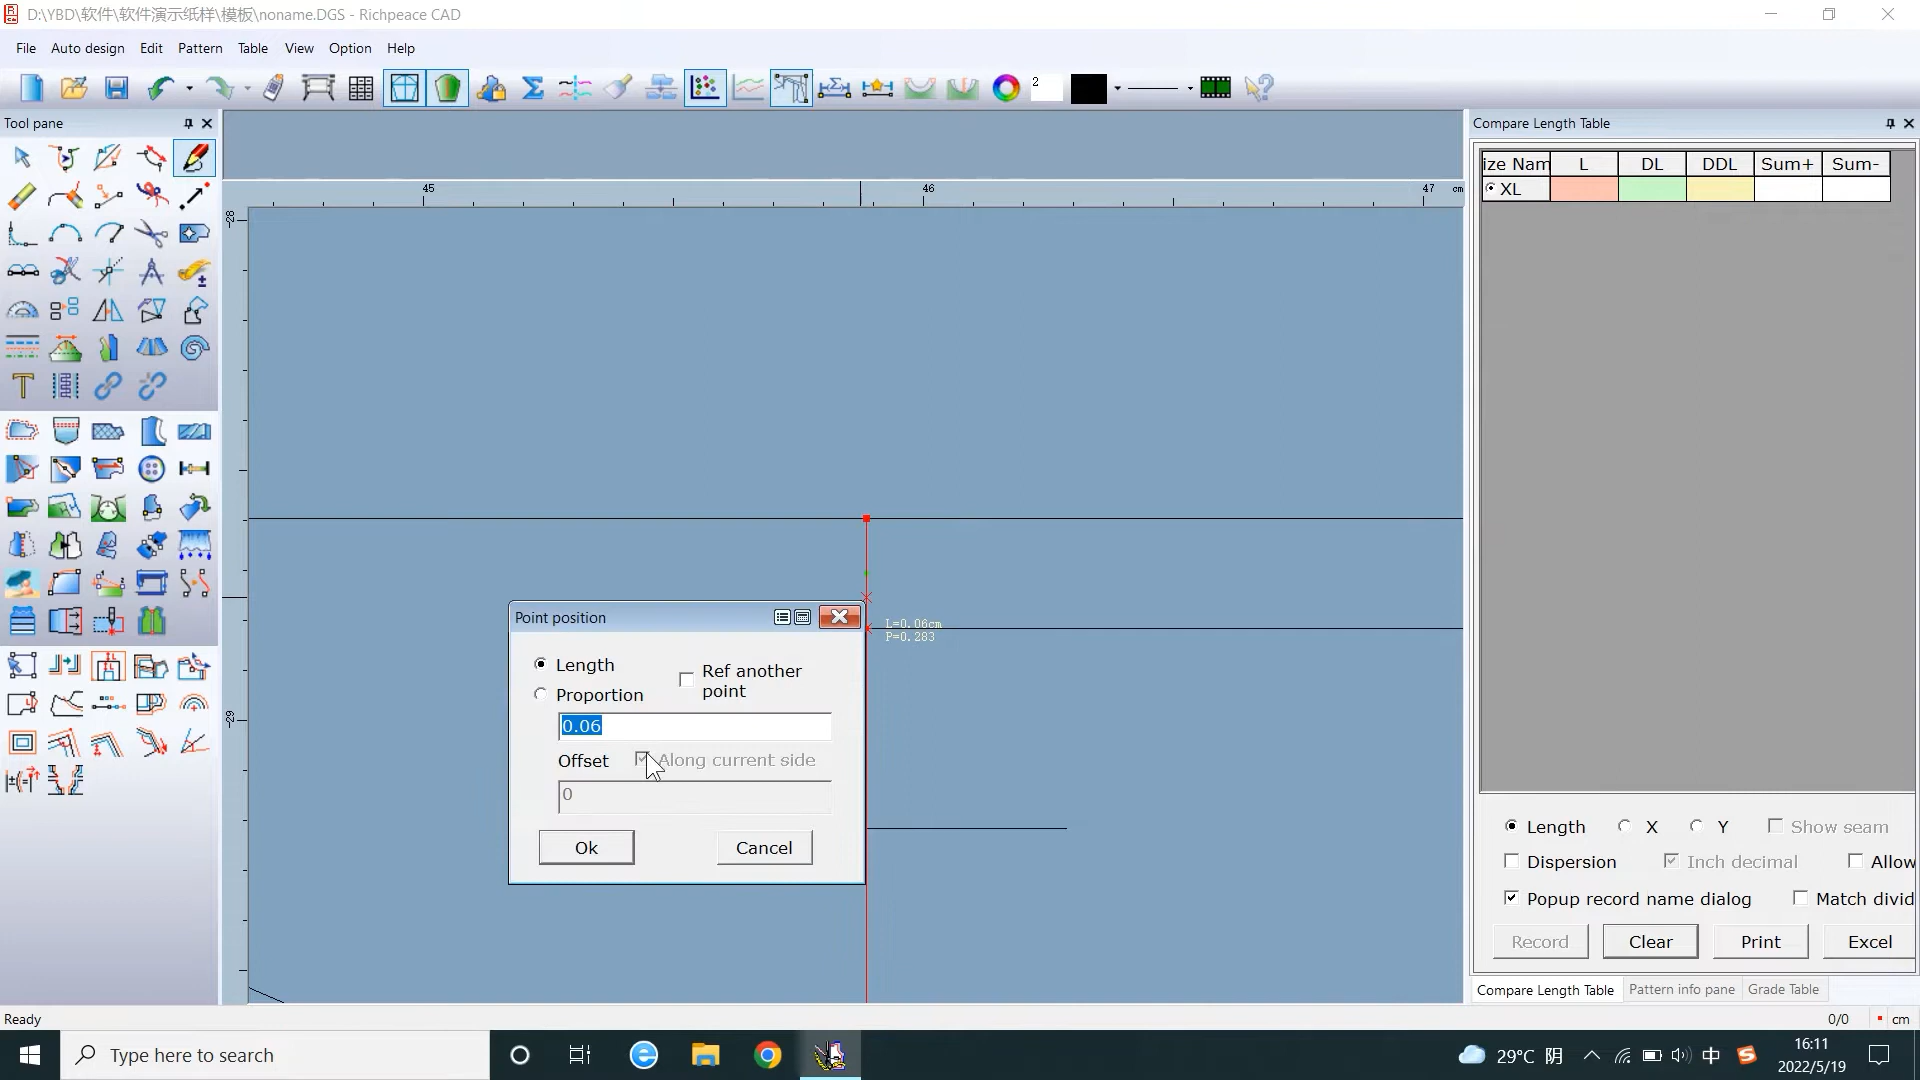 D:\YBD\软件\软件演示纸样\模板\noname.DGS - Richpeace CAD
File Auto design Edit Pattern Table View Option Help
2
Tool pane
Compare Length Table
45 46 47 cm
-28
-29
ize Nam L DL DDL Sum+ Sum-
XL
L=0.06cm
P=0.283
Point position
Length
Ref another
point
Proportion
0.06
Offset Along current side
0
Ok Cancel
Length X Y Show seam
Dispersion Inch decimal Allow
Popup record name dialog Match divid
Record Clear Print Excel
Compare Length Table Pattern info pane Grade Table
Ready
0/0 cm
Type here to search
29°C 阴
中
16:11
2022/5/19